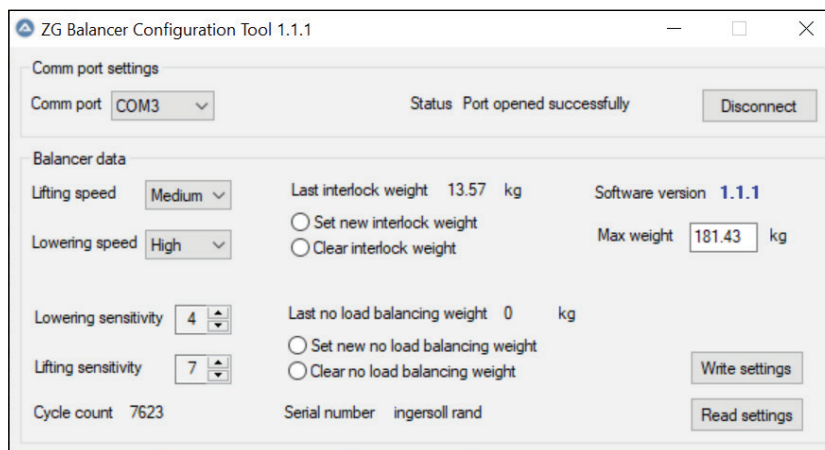 ZG Balancer Configuration Tool 1.1.1
Comm port settings
Comm port COM3 Status Port opened successfully Disconnect
Balancer data
Lifting speed Medium Last interlock weight 13.57 kg Software version 1.1.1
Set new interlock weight
Lowering speed High Clear interlock weight Max weight 181.43 kg
Lowering sensitivity 4 Last no load balancing weight 0 kg
Set new no load balancing weight
Lifting sensitivity 7 Clear no load balancing weight Write settings
Cycle count 7623 Serial number ingersoll rand Read settings